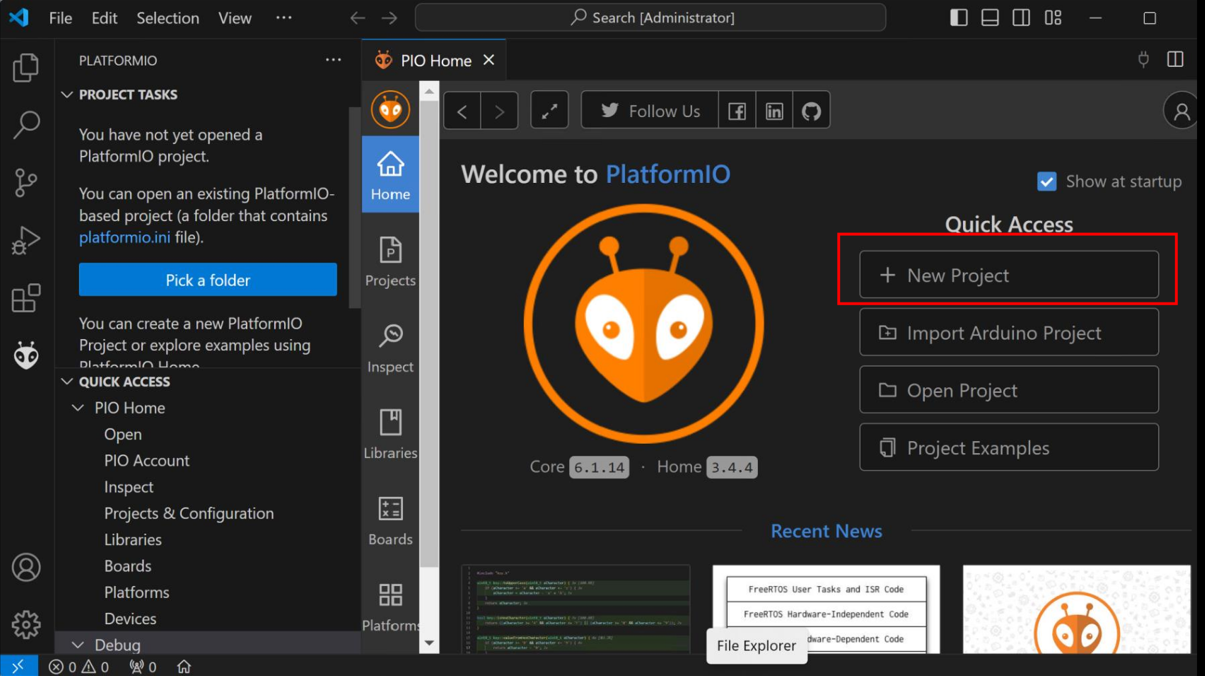 File Edit Selection View ···
Search [Administrator]
PLATFORMIO
PROJECT TASKS
You have not yet opened a
PlatformIO project.
You can open an existing PlatformIO-
based project (a folder that contains
platformio.ini file).
Pick a folder
You can create a new PlatformIO
Project or explore examples using
PlatformIO Home
QUICK ACCESS
PIO Home
Open
PIO Account
Inspect
Projects & Configuration
Libraries
Boards
Platforms
Devices
Debug
0 0 0
PIO Home
Home
Projects
Inspect
Libraries
Boards
Platforms
Follow Us
Welcome to PlatformIO
Show at startup
Core 6.1.14 · Home 3.4.4
Quick Access
New Project
Import Arduino Project
Open Project
Project Examples
Recent News
FreeRTOS User Tasks and ISR Code
FreeRTOS Hardware-Independent Code
dware-Dependent Code
File Explorer